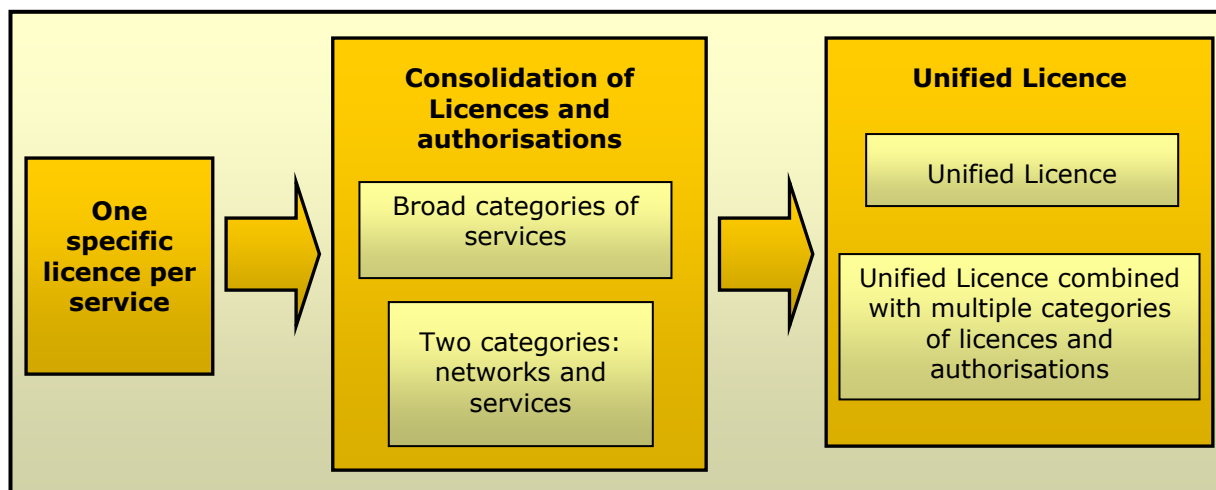 One
specific
licence per
service
Consolidation of
Licences and
authorisations
Broad categories of
services
Two categories:
networks and
services
Unified Licence
Unified Licence
Unified Licence combined
with multiple categories
of licences and
authorisations